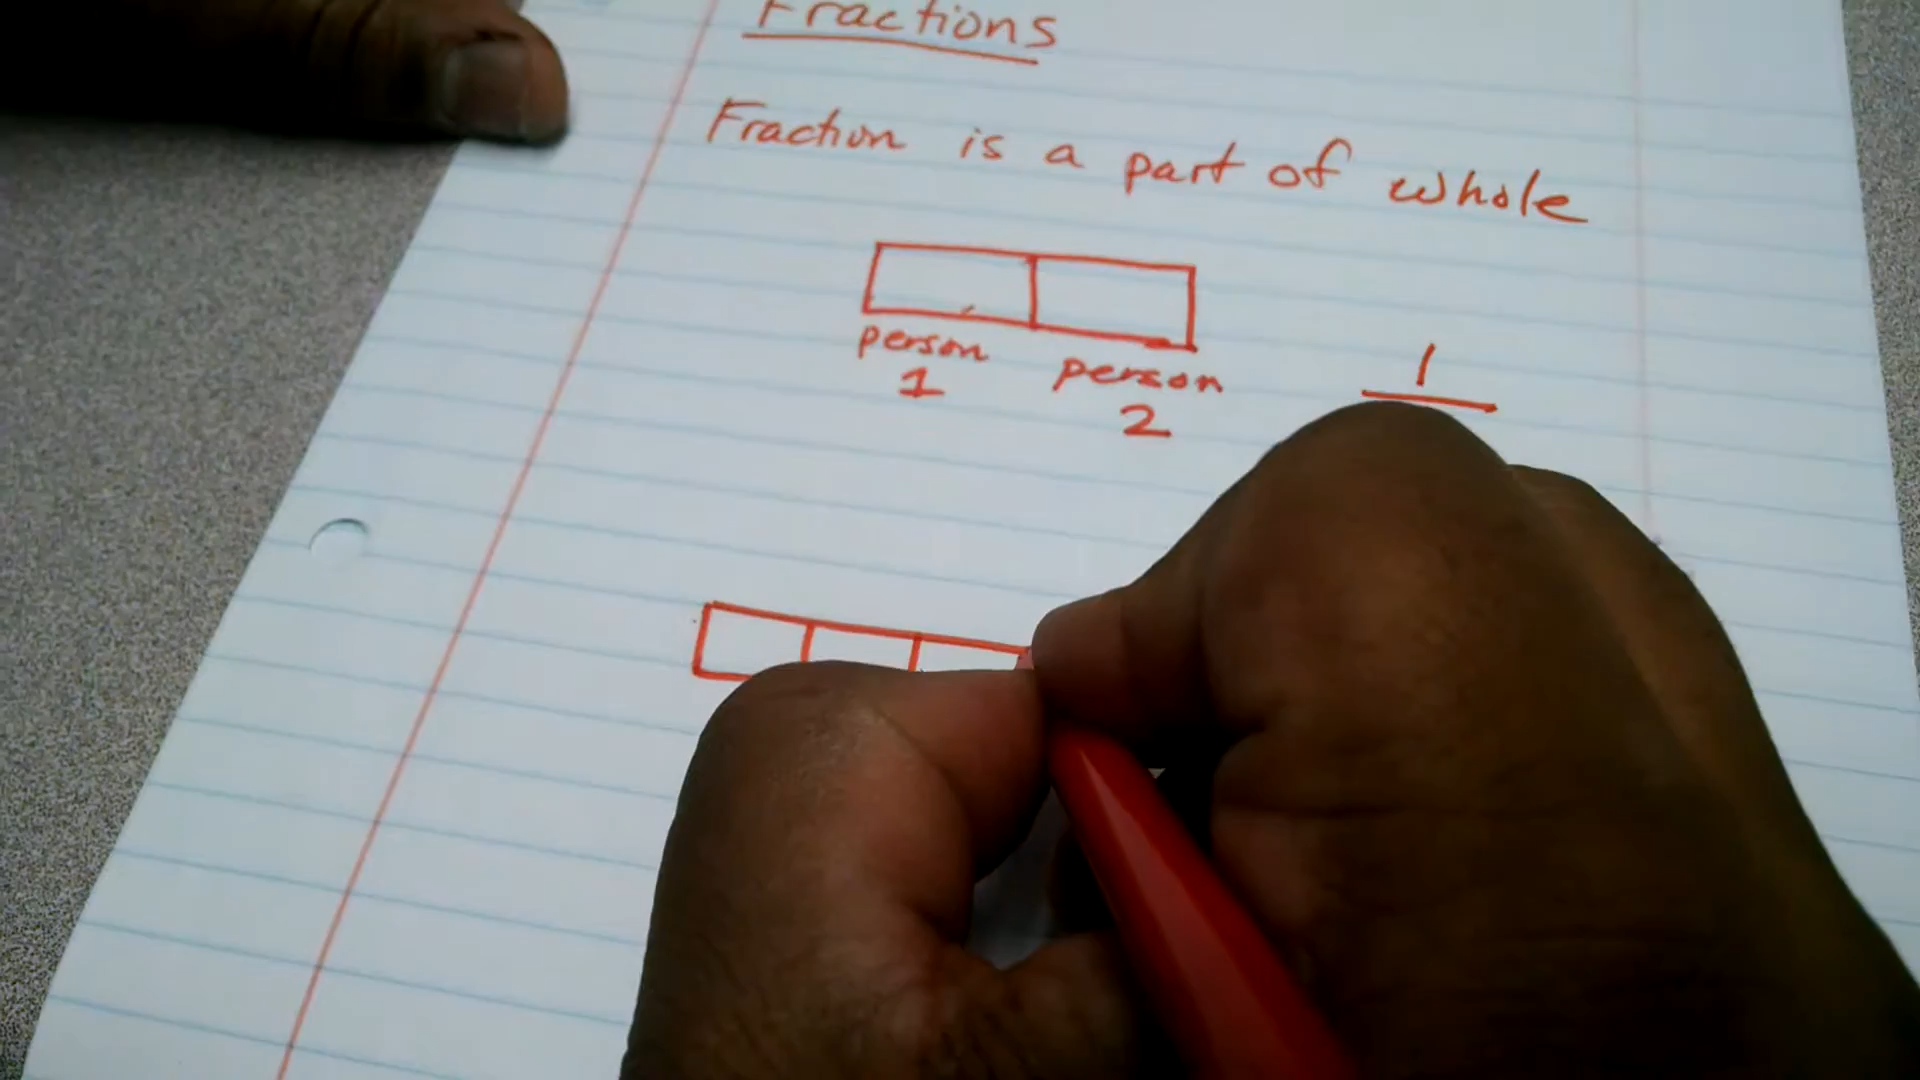 Fractions
Fraction is a part of whole
person person
1 2
1